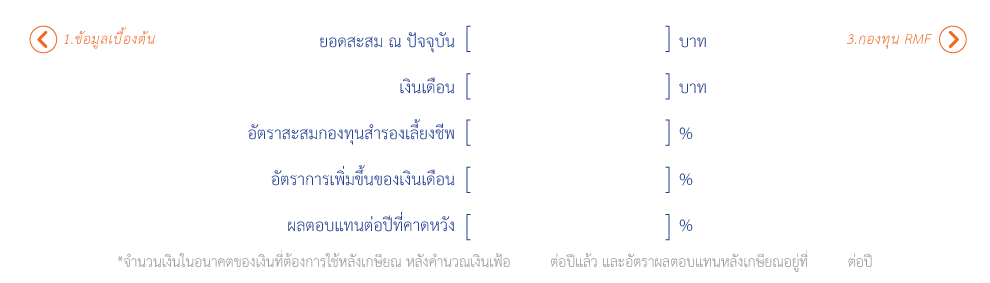 1.ข้อมูลเบื้องต้น
ยอดสะสม ณ ปัจจุบัน [ ] บาท
3.กองทุน RMF
เงินเดือน [ ] บาท
อัตราสะสมกองทุนสำรองเลี้ยงชีพ [ ] %
อัตราการเพิ่มขึ้นของเงินเดือน [ ] %
ผลตอบแทนต่อปีที่คาดหวัง [ ] %
*จำนวนเงินในอนาคตของเงินที่ต้องการใช้หลังเกษียณ หลังคำนวณเงินเฟ้อ ต่อปีแล้ว และอัตราผลตอบแทนหลังเกษียณอยู่ที่ ต่อปี